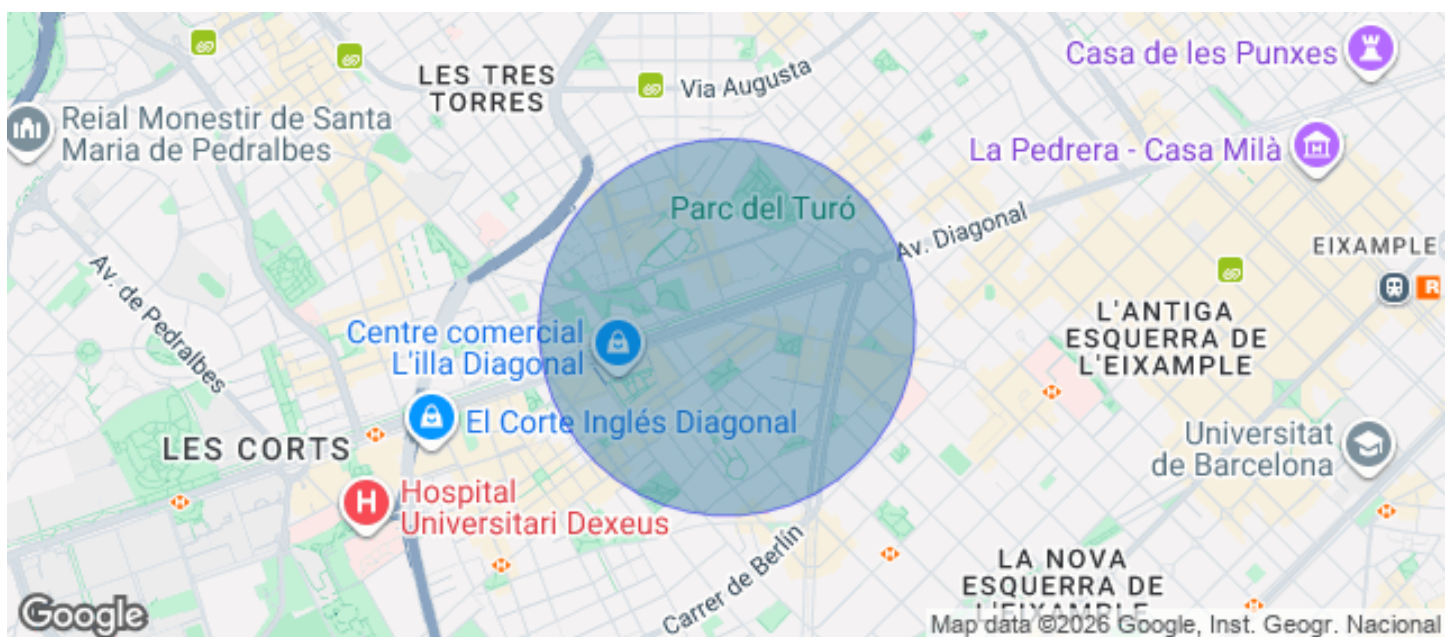 Casa de les Punxes
LES TRES
TORRES
Via Augusta
Reial Monestir de Santa
Maria de Pedralbes
La Pedrera - Casa Milà
Parc del Turó
Av. Diagonal
EIXAMPLE
R
Av. de Pedralbes
L'ANTIGA
ESQUERRA DE
L'EIXAMPLE
Centre comercial
L'illa Diagonal
El Corte Inglés Diagonal
LES CORTS
Universitat
de Barcelona
H
Hospital
Universitari Dexeus
Carrer de Berlín
LA NOVA
ESQUERRA DE
L'EIXAMPLE
Google
Map data ©2026 Google, Inst. Geogr. Nacional